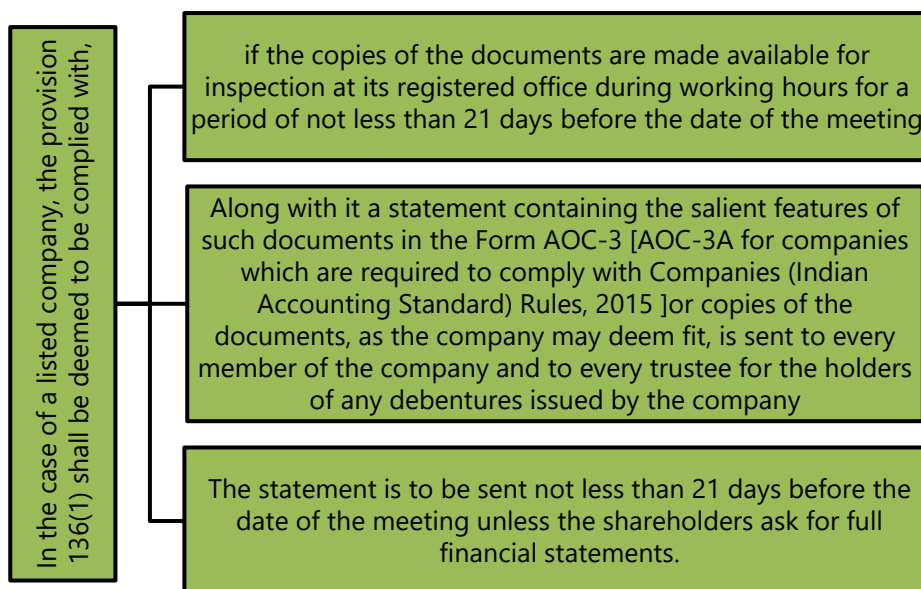 In the case of a listed company, the provision
136(1) shall be deemed to be complied with,
if the copies of the documents are made available for
inspection at its registered office during working hours for a
period of not less than 21 days before the date of the meeting
Along with it a statement containing the salient features of
such documents in the Form AOC-3 [AOC-3A for companies
which are required to comply with Companies (Indian
Accounting Standard) Rules, 2015 ]or copies of the
documents, as the company may deem fit, is sent to every
member of the company and to every trustee for the holders
of any debentures issued by the company
The statement is to be sent not less than 21 days before the
date of the meeting unless the shareholders ask for full
financial statements.